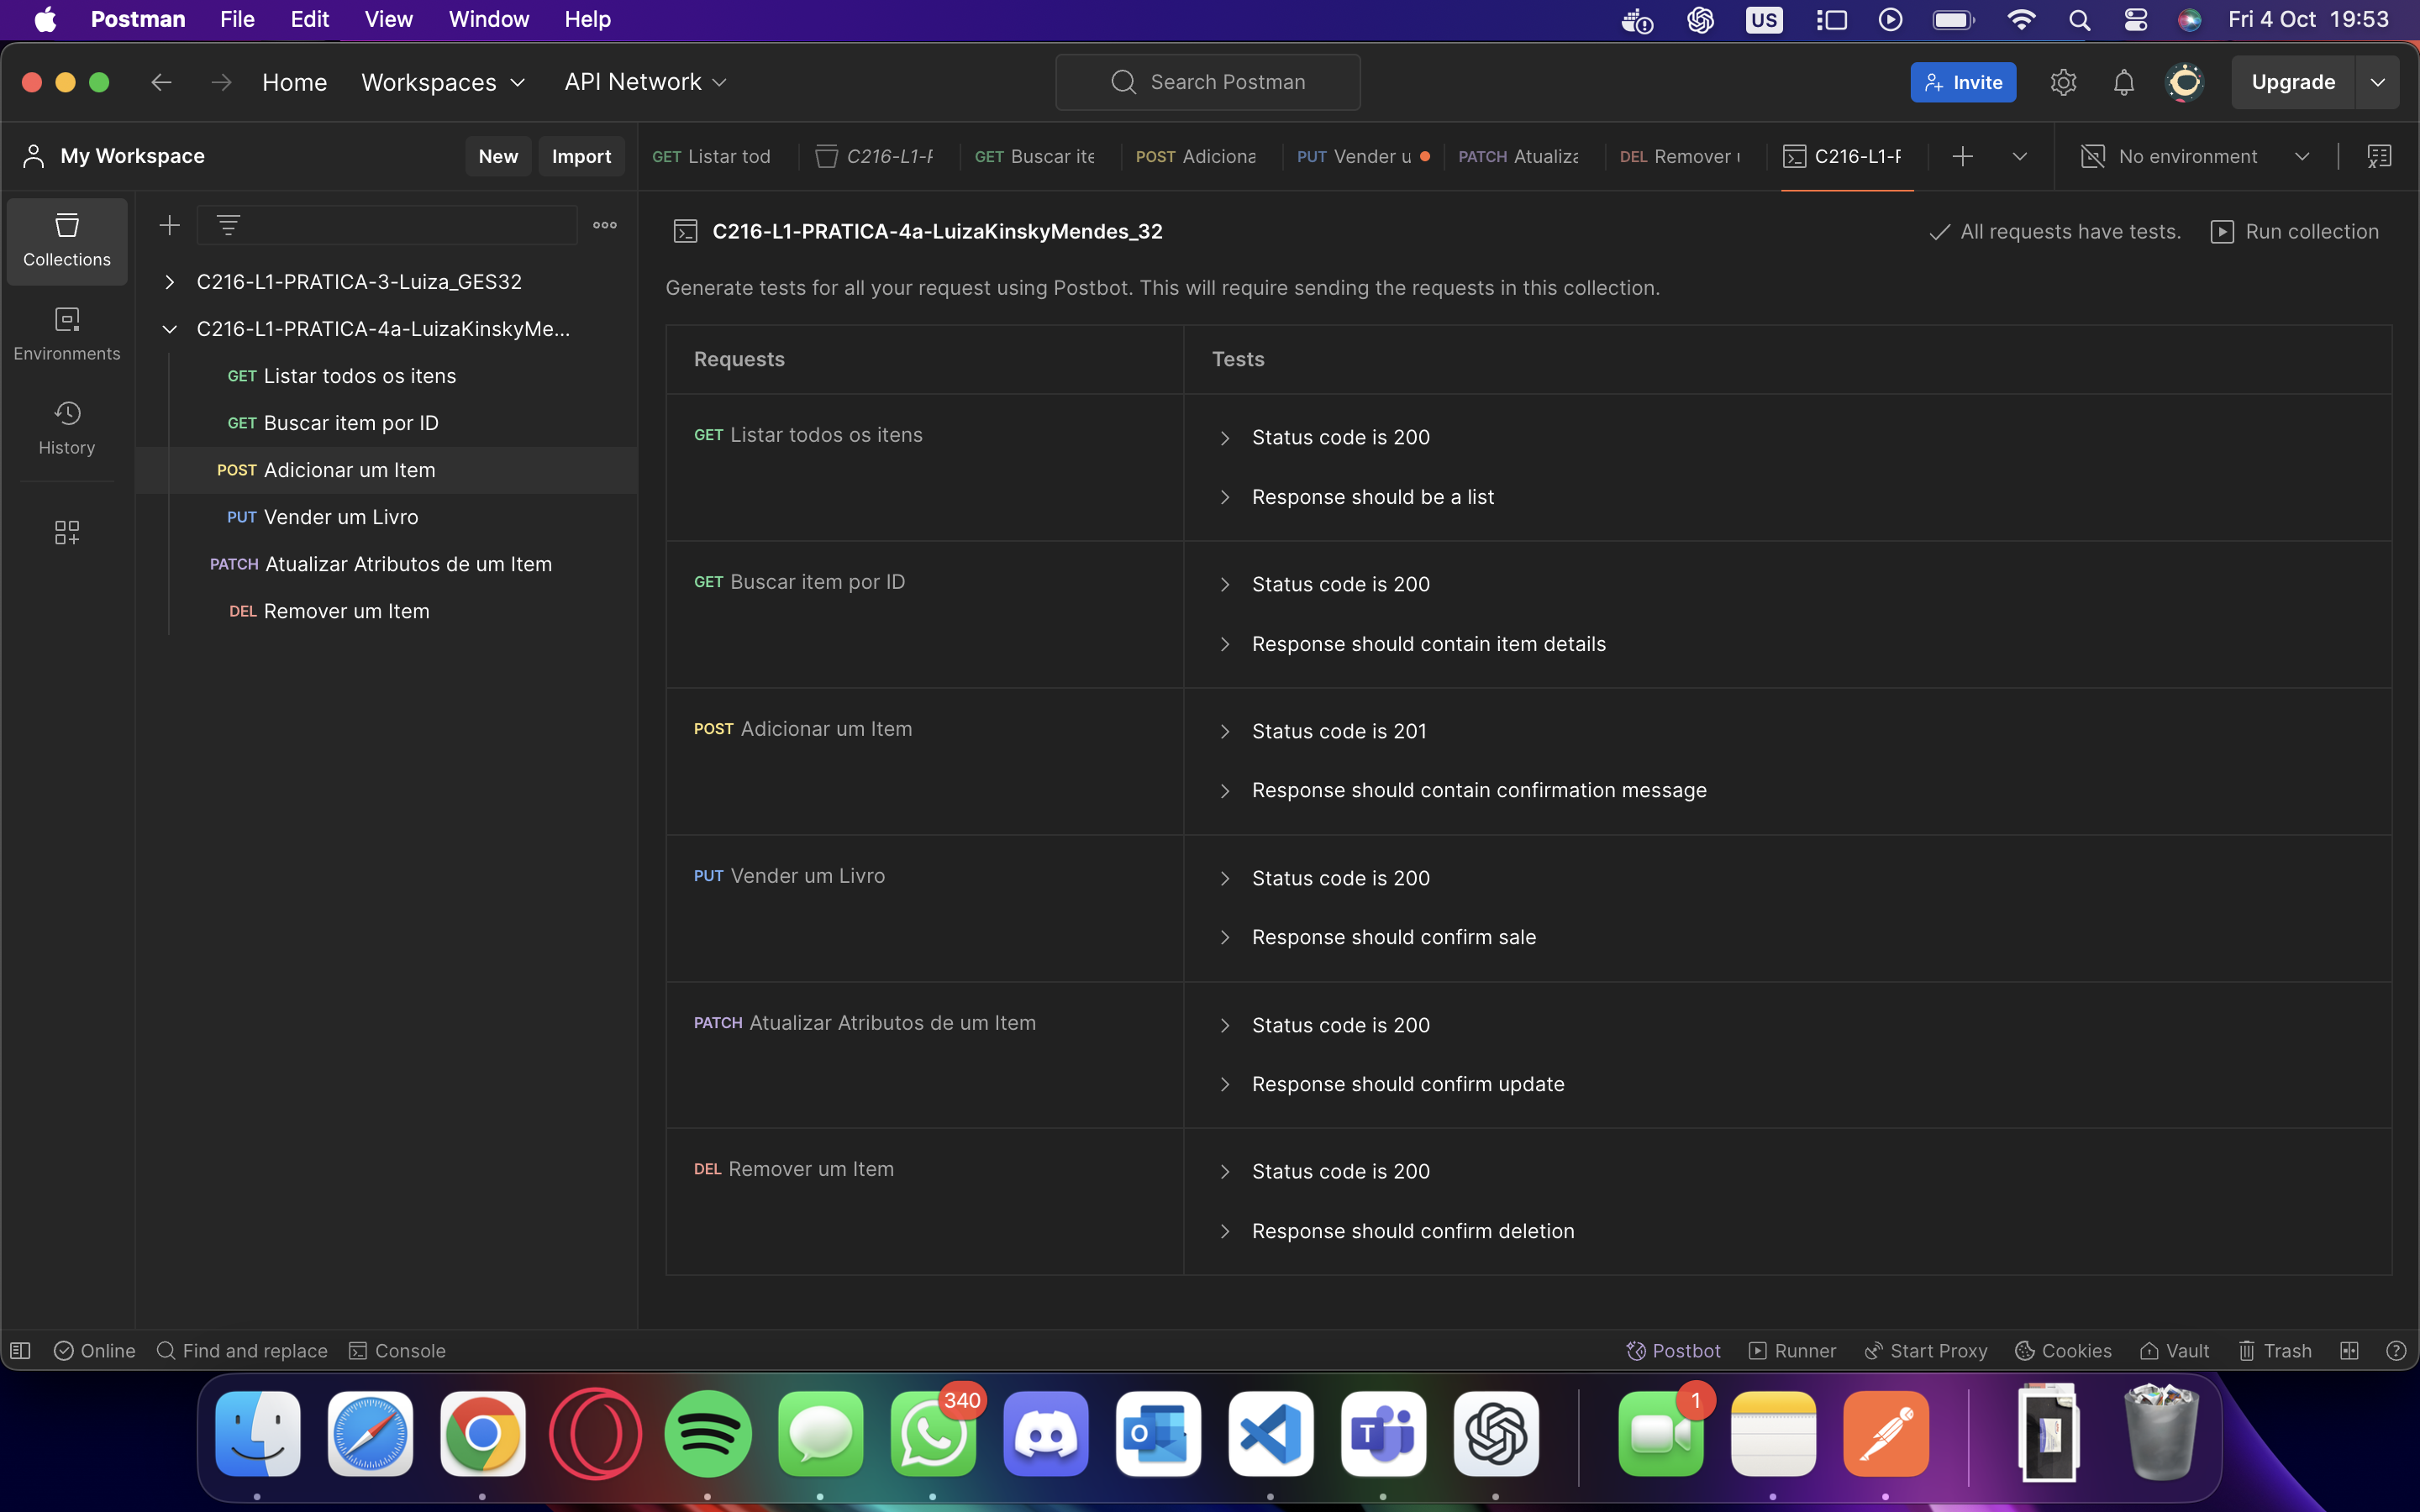 Postman File Edit View Window Help US Fri 4 Oct 19:53
Home Workspaces API Network Search Postman Invite Upgrade
My Workspace New Import GET Listar tod C216-L1-P GET Buscar ite POST Adiciona PUT Vender u PATCH Atualiza DEL Remover u C216-L1-P No environment
Collections
Environments
History
C216-L1-PRATICA-3-Luiza_GES32
C216-L1-PRATICA-4a-LuizaKinskyMe...
GET Listar todos os itens
GET Buscar item por ID
POST Adicionar um Item
PUT Vender um Livro
PATCH Atualizar Atributos de um Item
DEL Remover um Item
C216-L1-PRATICA-4a-LuizaKinskyMendes_32 All requests have tests. Run collection
Generate tests for all your request using Postbot. This will require sending the requests in this collection.
Requests Tests
GET Listar todos os itens Status code is 200
Response should be a list
GET Buscar item por ID Status code is 200
Response should contain item details
POST Adicionar um Item Status code is 201
Response should contain confirmation message
PUT Vender um Livro Status code is 200
Response should confirm sale
PATCH Atualizar Atributos de um Item Status code is 200
Response should confirm update
DEL Remover um Item Status code is 200
Response should confirm deletion
Online Find and replace Console Postbot Runner Start Proxy Cookies Vault Trash
340 1